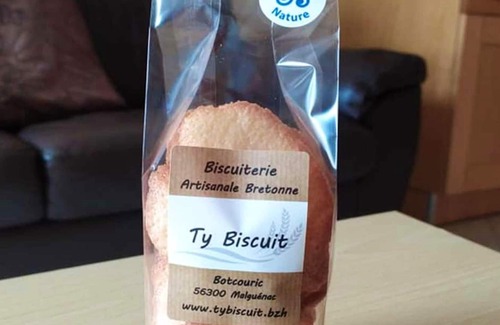 Nature
Biscuiterie
Artisanale Bretonne
Ty Biscuit
Botcouric
56300 Malguénac
www.tybiscuit.bzh